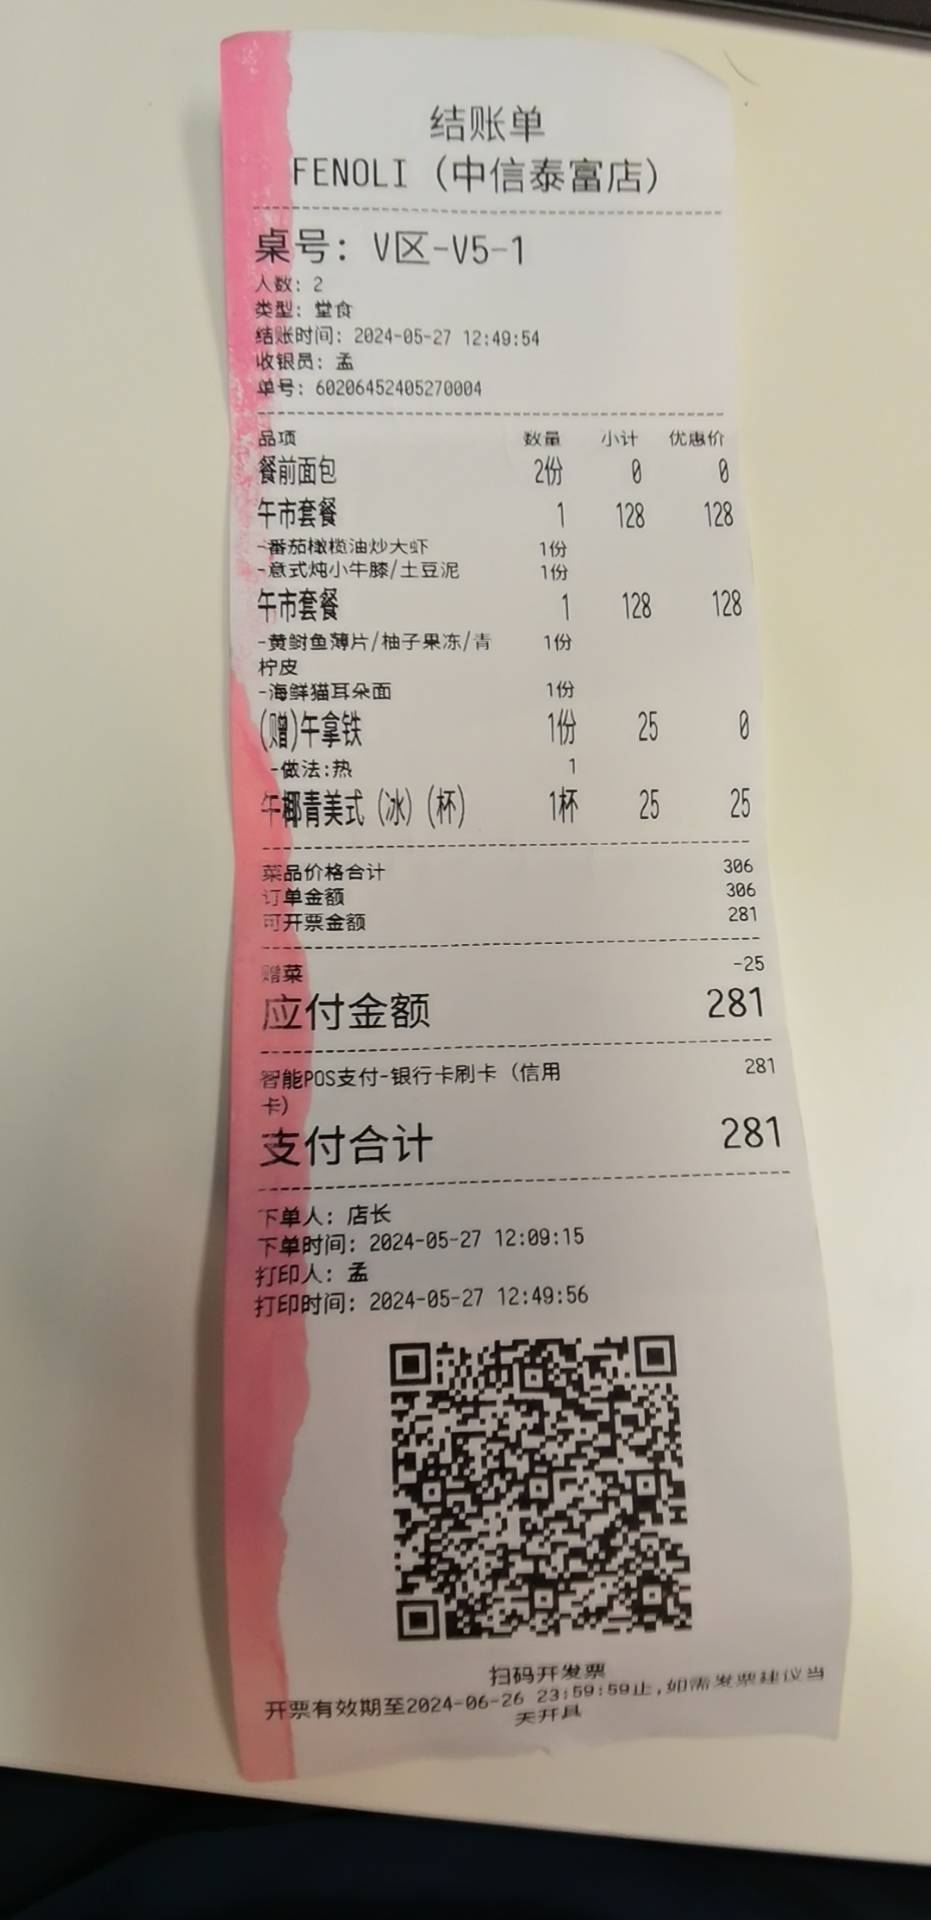 结账单
FENOLI（中信泰富店）
桌号：V区-V5-1
人数：2
类型：堂食
结账时间：2024-05-27 12:49:54
收银员：孟
单号：60206452405270004
品项 数量 小计 优惠价
餐前面包 2份 0 0
午市套餐 1 128 128
-番茄橄榄油炒大虾 1份
-意式炖小牛膝/土豆泥 1份
午市套餐 1 128 128
-黄鲥鱼薄片/柚子果冻/青 1份
柠皮
-海鲜猫耳朵面 1份
(赠)午拿铁 1份 25 0
-做法:热 1
午椰青美式（冰）（杯） 1杯 25 25
菜品价格合计 306
订单金额 306
可开票金额 281
赠菜 -25
应付金额 281
智能POS支付-银行卡刷卡（信用 281
卡）
支付合计 281
下单人：店长
下单时间：2024-05-27 12:09:15
打印人：孟
打印时间：2024-05-27 12:49:56
扫码开发票
开票有效期至2024-06-26 23:59:59止,如需发票建议当
天开具